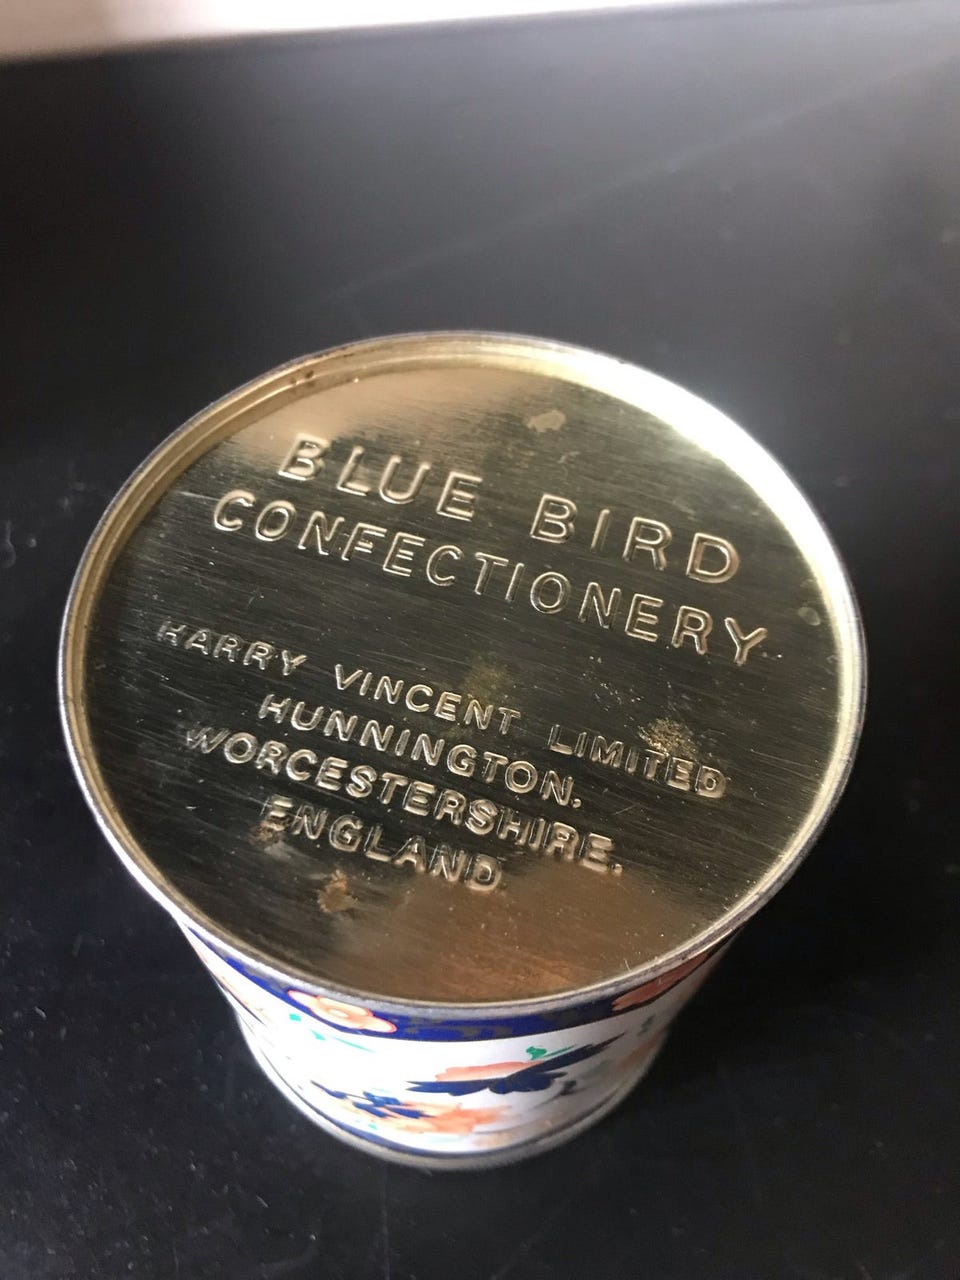 BLUE BIRD
CONFECTIONERY
HARRY VINCENT LIMITED
HUNNINGTON.
WORCESTERSHIRE.
ENGLAND